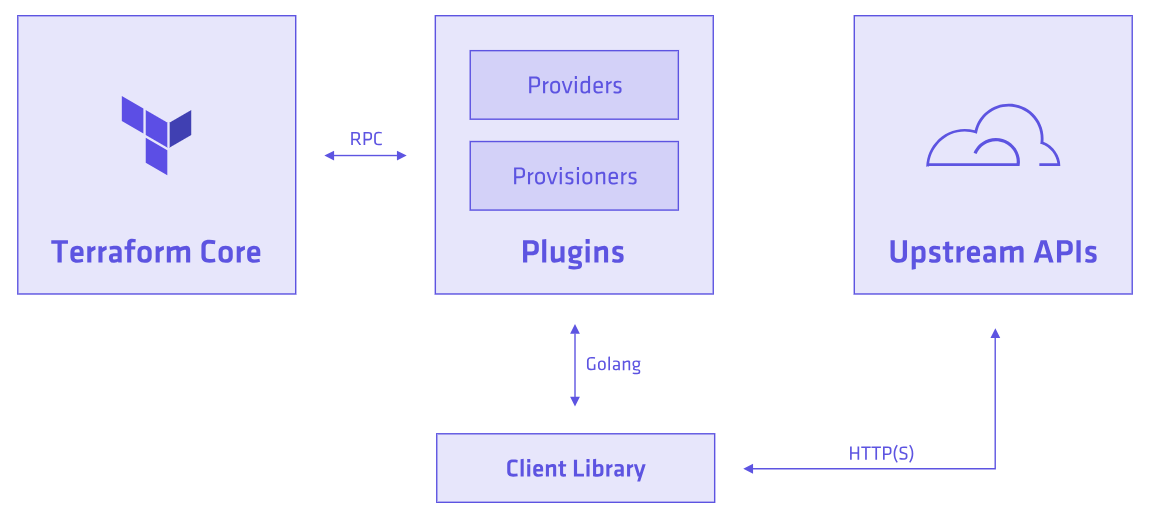 Providers
RPC
Provisioners
Terraform Core
Plugins
Upstream APIs
Golang
HTTP(S)
Client Library